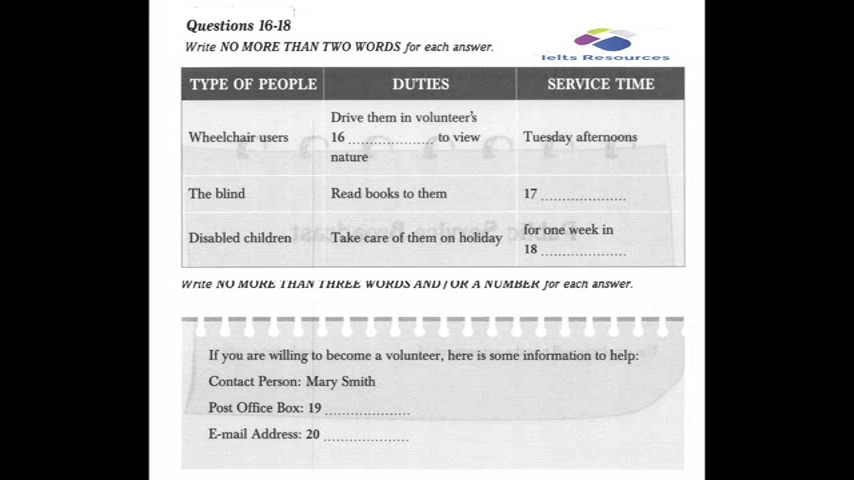 Questions 16-18
Write NO MORE THAN TWO WORDS for each answer.
Ielts Resources
TYPE OF PEOPLE DUTIES SERVICE TIME
Wheelchair users
Drive them in volunteer's
16 .................... to view
nature
Tuesday afternoons
The blind
Read books to them
17 ....................
Disabled children
Take care of them on holiday
for one week in
18 ....................
Public Service Broadcast
Write NO MORE THAN THREE WORDS AND / OR A NUMBER for each answer.
If you are willing to become a volunteer, here is some information to help:
Contact Person: Mary Smith
Post Office Box: 19 ....................
E-mail Address: 20 ....................